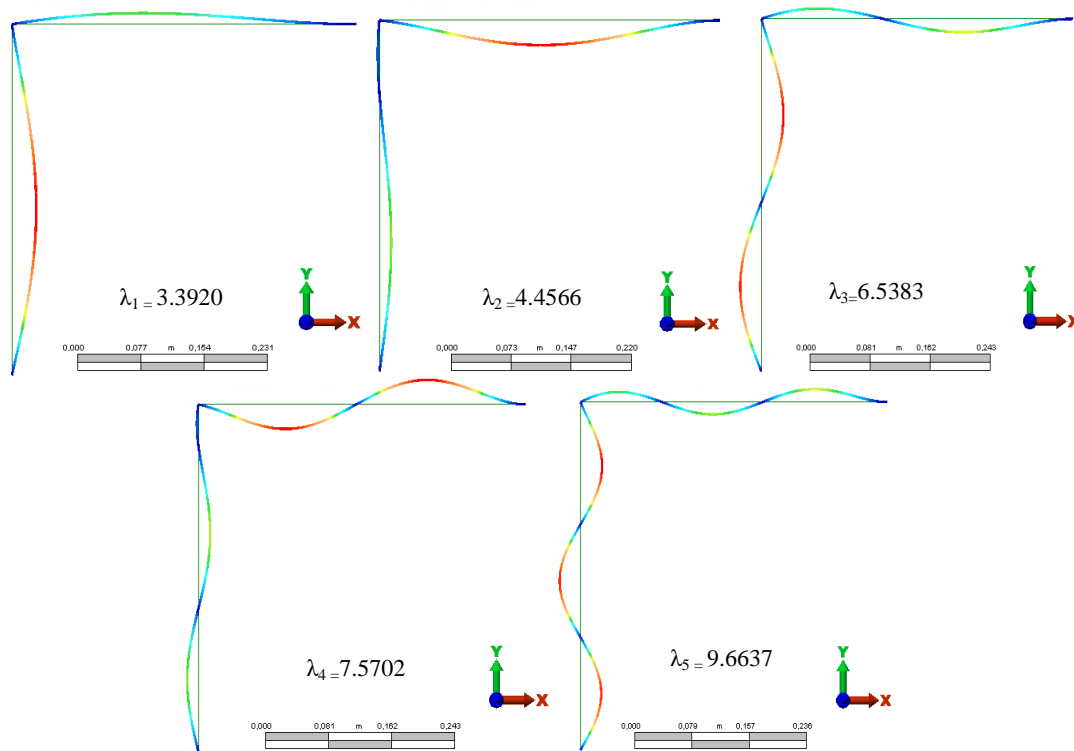 Y
X
λ1 = 3.3920
0,000 0,077 m 0,154 0,231
Y
X
λ2 =4.4566
0,000 0,073 m 0,147 0,220
Y
X
λ3=6.5383
0,000 0,081 m 0,162 0,243
Y
X
λ4 =7.5702
0,000 0,081 m 0,162 0,243
Y
X
λ5 =9.6637
0,000 0,079 m 0,157 0,236